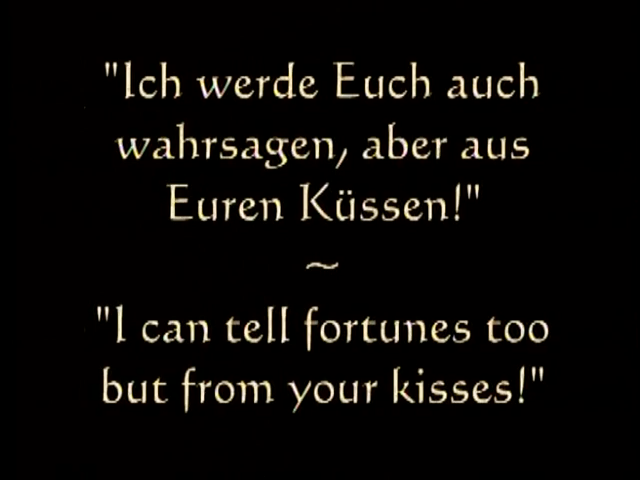 "Ich werde Euch auch
wahrsagen, aber aus
Euren Küssen!"
~
"I can tell fortunes too
but from your kisses!"